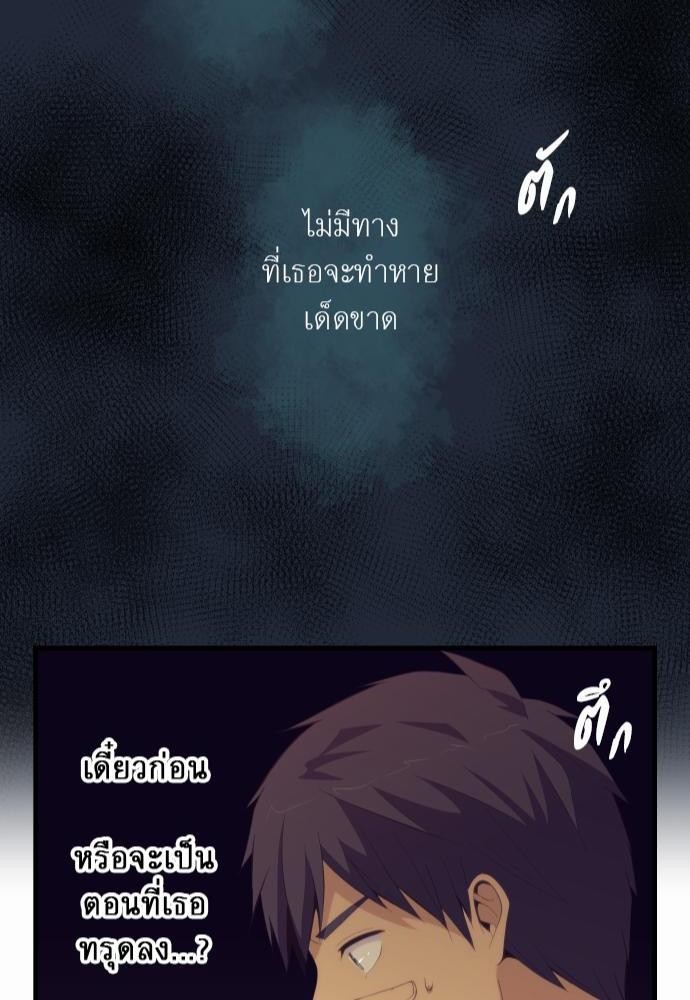 ตัก
ไม่มีทาง
ที่เธอจะทำหาย
เด็ดขาด
ตึก
เดี๋ยวก่อน
หรือจะเป็น
ตอนที่เธอ
ทรุดลง...?